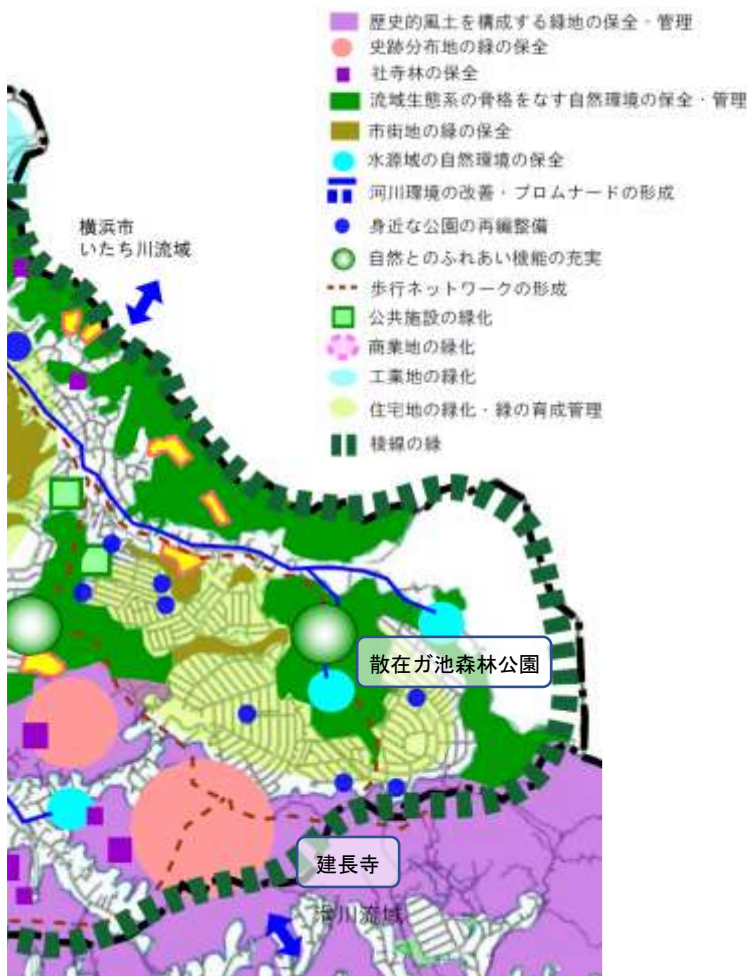 歴史的風土を構成する緑地の保全・管理
史跡分布地の緑の保全
社寺林の保全
流域生態系の骨格をなす自然環境の保全・管理
市街地の緑の保全
水源域の自然環境の保全
河川環境の改善・プロムナードの形成
身近な公園の再編整備
自然とのふれあい機能の充実
歩行ネットワークの形成
公共施設の緑化
商業地の緑化
工業地の緑化
住宅地の緑化・緑の育成管理
稜線の緑
横浜市
いたち川流域
散在ガ池森林公園
建長寺
川流域